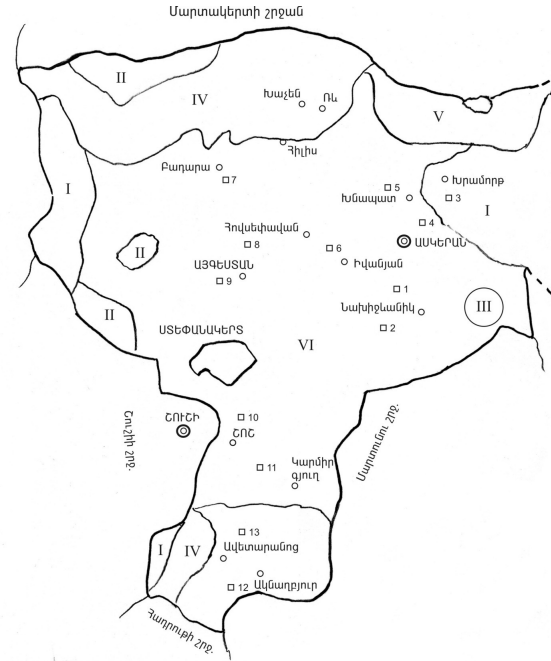 Մարտակերտի շրջան
II
IV
Խաչեն
Ռև
V
Հիլիս
I
Բադարա
7
5
Խրամորթ
Խնապատ
3
I
4
Հովսեփավան
ԱՍԿԵՐԱՆ
II
8
6
Իվանյան
ԱՅԳԵՍՏԱՆ
9
1
II
Նախիջևանիկ
III
ՍՏԵՓԱՆԱԿԵՐՏ
2
VI
10
ՇՈՒՇԻ
Շուշիի շրջ.
ՇՈՇ
Մարտունու շրջ.
11
Կարմիր
գյուղ
13
I
IV
Ավետարանոց
12
Ակնաղբյուր
Հադրութի շրջ.